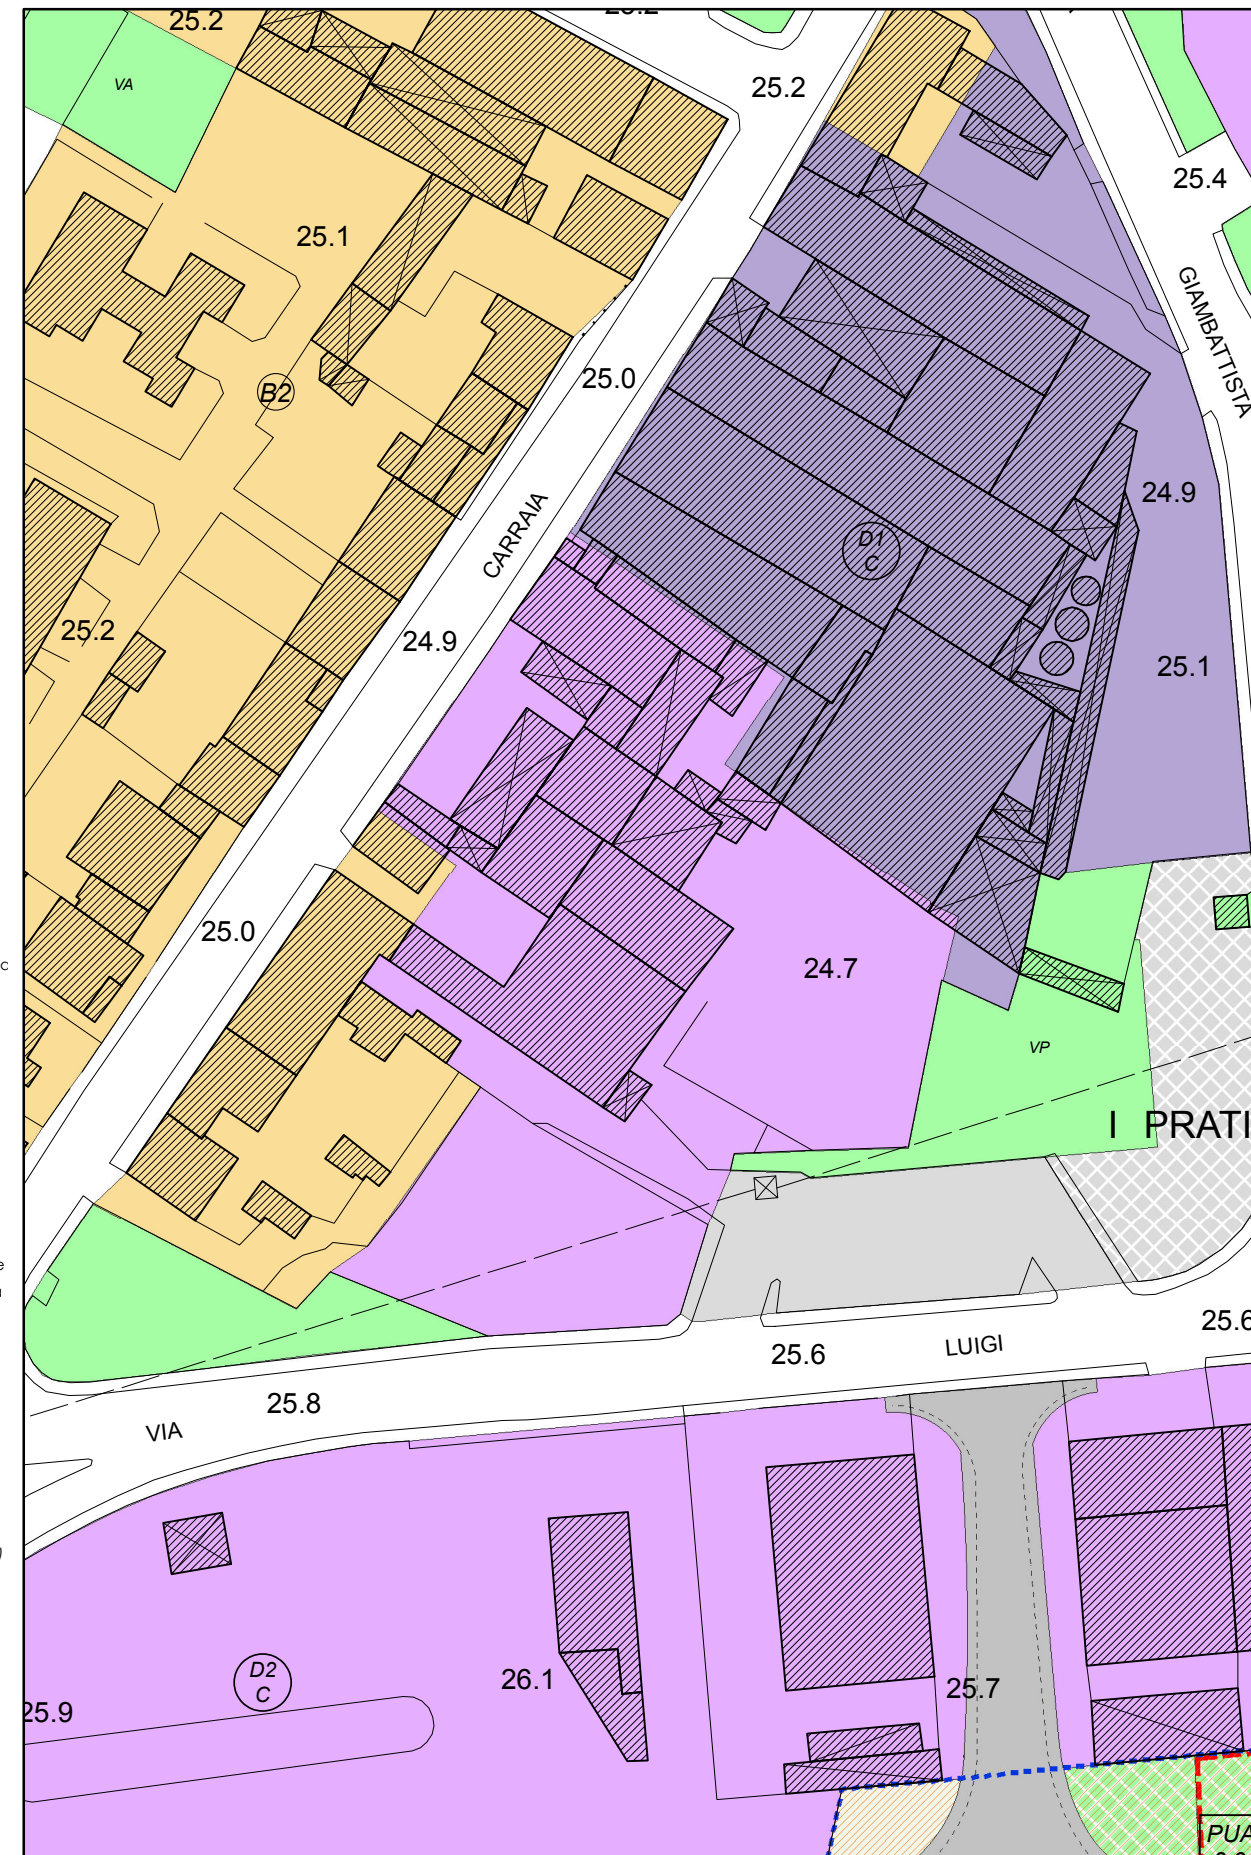 25.2
VA
25.2
25.4
25.1
GIAMBATTISTA
25.0
B2
24.9
D1
C
CARRAIA
25.2
24.9
25.1
25.0
24.7
c
VP
I PRATI
e
25.6
25.6
LUIGI
25.8
VIA
D2
C
26.1
25.7
25.9
PUA